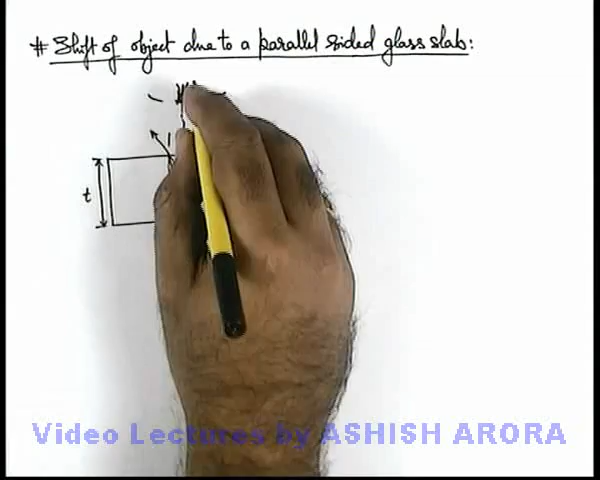 # Shift of object due to a parallel sided glass slab:
t
Video Lectures by ASHISH ARORA